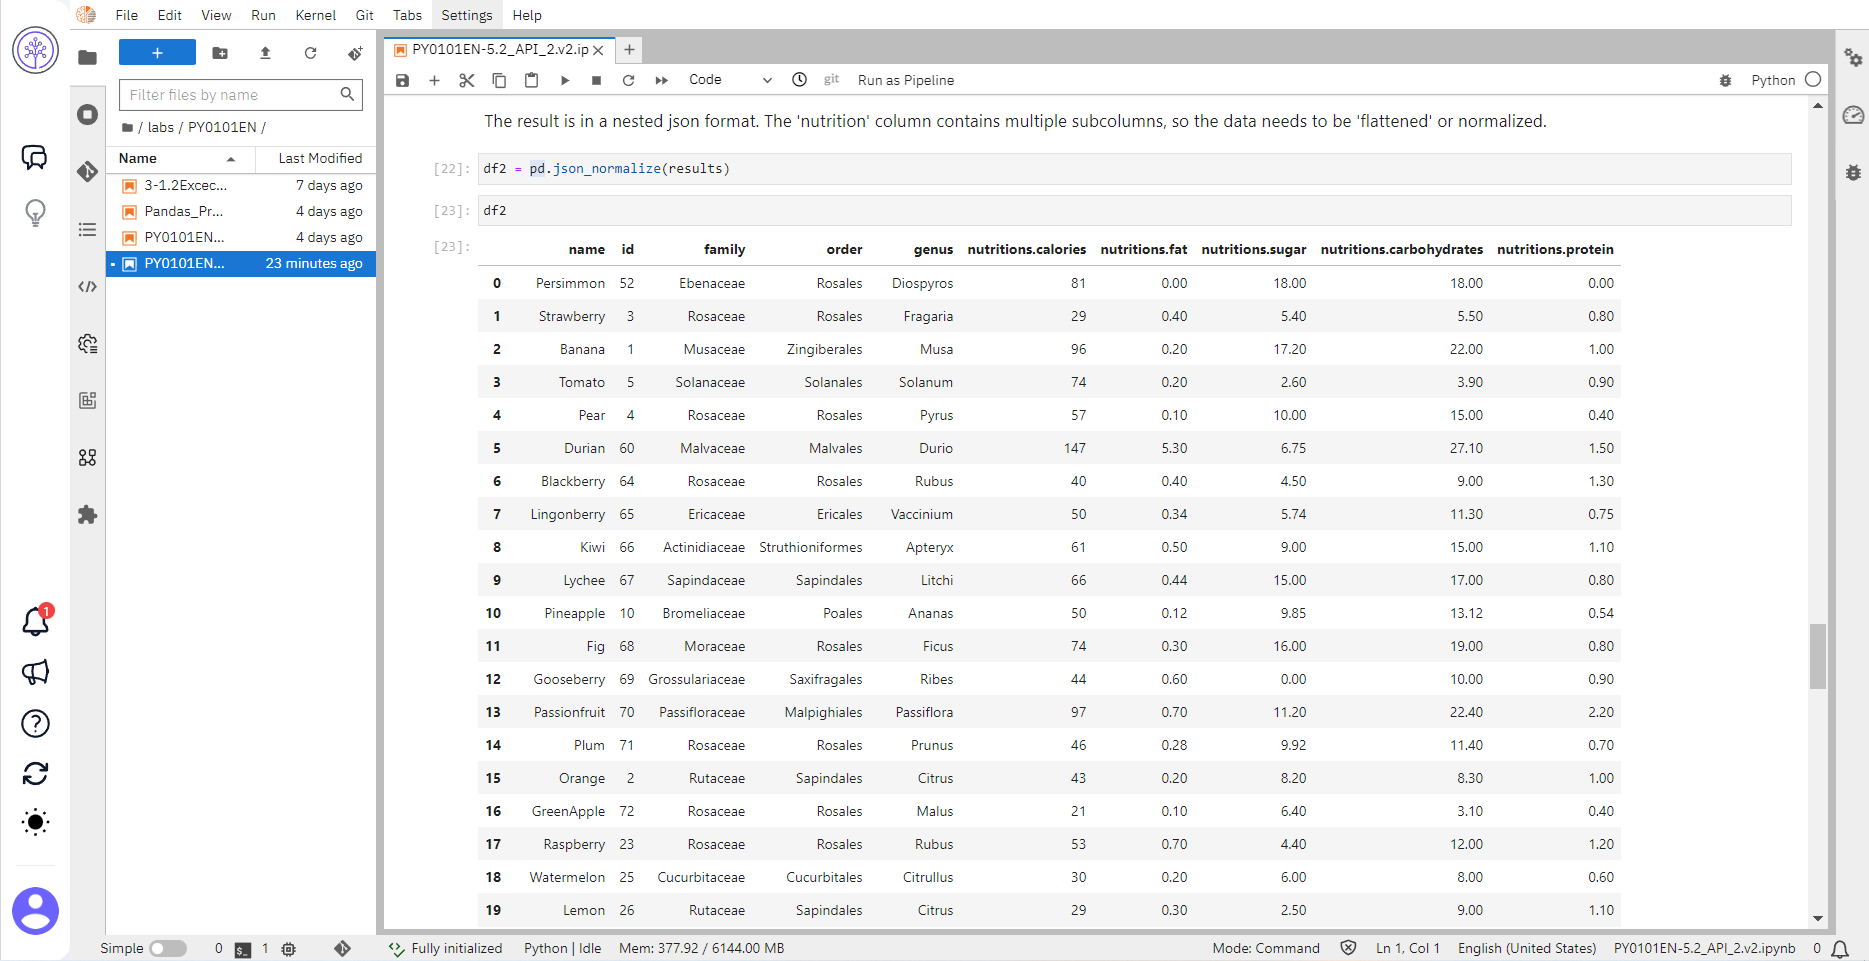 File Edit View Run Kernel Git Tabs Settings Help
+
Filter files by name
/ labs / PY0101EN /
Name Last Modified
3-1.2Excec... 7 days ago
Pandas_Pr... 4 days ago
PY0101EN... 4 days ago
PY0101EN... 23 minutes ago
PY0101EN-5.2_API_2.v2.ip
Code git Run as Pipeline Python
The result is in a nested json format. The 'nutrition' column contains multiple subcolumns, so the data needs to be 'flattened' or normalized.
[22]: df2 = pd.json_normalize(results)
[23]: df2
[23]:
name id family order genus nutritions.calories nutritions.fat nutritions.sugar nutritions.carbohydrates nutritions.protein
0 Persimmon 52 Ebenaceae Rosales Diospyros 81 0.00 18.00 18.00 0.00
1 Strawberry 3 Rosaceae Rosales Fragaria 29 0.40 5.40 5.50 0.80
2 Banana 1 Musaceae Zingiberales Musa 96 0.20 17.20 22.00 1.00
3 Tomato 5 Solanaceae Solanales Solanum 74 0.20 2.60 3.90 0.90
4 Pear 4 Rosaceae Rosales Pyrus 57 0.10 10.00 15.00 0.40
5 Durian 60 Malvaceae Malvales Durio 147 5.30 6.75 27.10 1.50
6 Blackberry 64 Rosaceae Rosales Rubus 40 0.40 4.50 9.00 1.30
7 Lingonberry 65 Ericaceae Ericales Vaccinium 50 0.34 5.74 11.30 0.75
8 Kiwi 66 Actinidiaceae Struthioniformes Apteryx 61 0.50 9.00 15.00 1.10
9 Lychee 67 Sapindaceae Sapindales Litchi 66 0.44 15.00 17.00 0.80
10 Pineapple 10 Bromeliaceae Poales Ananas 50 0.12 9.85 13.12 0.54
11 Fig 68 Moraceae Rosales Ficus 74 0.30 16.00 19.00 0.80
12 Gooseberry 69 Grossulariaceae Saxifragales Ribes 44 0.60 0.00 10.00 0.90
13 Passionfruit 70 Passifloraceae Malpighiales Passiflora 97 0.70 11.20 22.40 2.20
14 Plum 71 Rosaceae Rosales Prunus 46 0.28 9.92 11.40 0.70
15 Orange 2 Rutaceae Sapindales Citrus 43 0.20 8.20 8.30 1.00
16 GreenApple 72 Rosaceae Rosales Malus 21 0.10 6.40 3.10 0.40
17 Raspberry 23 Rosaceae Rosales Rubus 53 0.70 4.40 12.00 1.20
18 Watermelon 25 Cucurbitaceae Cucurbitales Citrullus 30 0.20 6.00 8.00 0.60
19 Lemon 26 Rutaceae Sapindales Citrus 29 0.30 2.50 9.00 1.10
1
Simple 0 1 Fully initialized Python | Idle Mem: 377.92 / 6144.00 MB Mode: Command Ln 1, Col 1 English (United States) PY0101EN-5.2_API_2.v2.ipynb 0